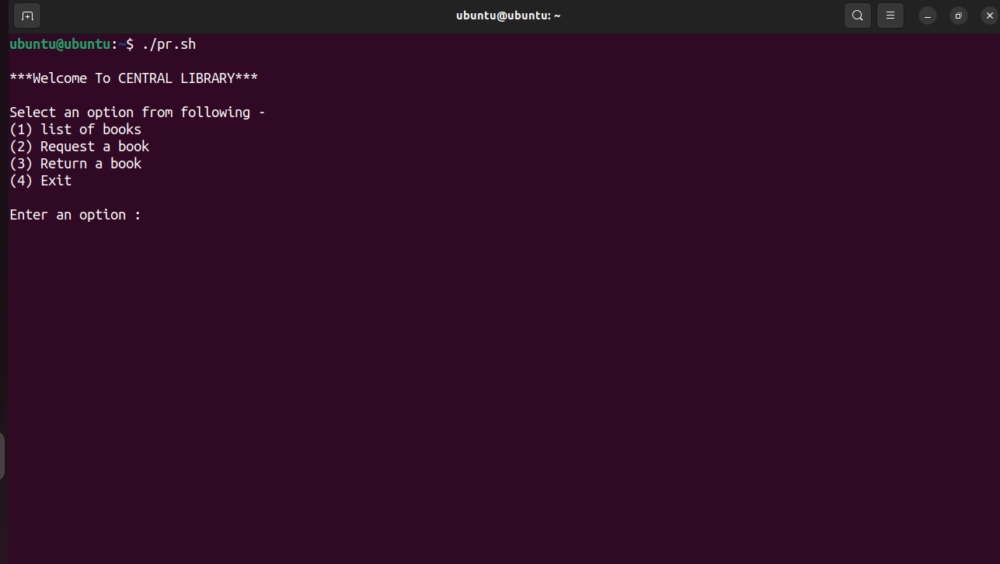 ubuntu@ubuntu: ~
ubuntu@ubuntu:~$ ./pr.sh
***Welcome To CENTRAL LIBRARY***
Select an option from following -
(1) list of books
(2) Request a book
(3) Return a book
(4) Exit
Enter an option :